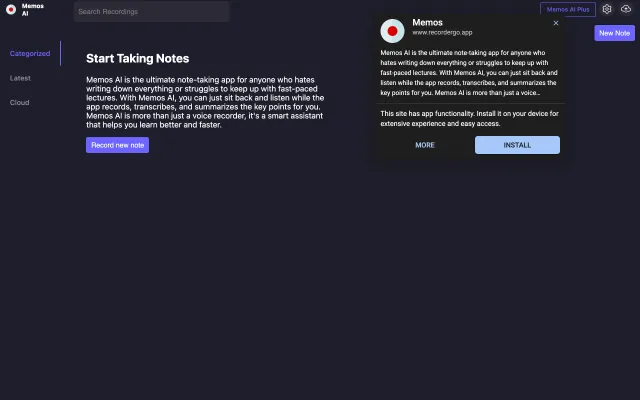 Memos
AI
Search Recordings
Memos AI Plus
New Note
Categorized
Latest
Cloud
Start Taking Notes
Memos AI is the ultimate note-taking app for anyone who hates
writing down everything or struggles to keep up with fast-paced
lectures. With Memos AI, you can just sit back and listen while the
app records, transcribes, and summarizes the key points for you.
Memos AI is more than just a voice recorder, it's a smart assistant
that helps you learn better and faster.
Record new note
Memos
www.recordergo.app
Memos AI is the ultimate note-taking app for anyone who
hates writing down everything or struggles to keep up with
fast-paced lectures. With Memos AI, you can just sit back and
listen while the app records, transcribes, and summarizes the
key points for you. Memos AI is more than just a voice...
This site has app functionality. Install it on your device for
extensive experience and easy access.
MORE
INSTALL